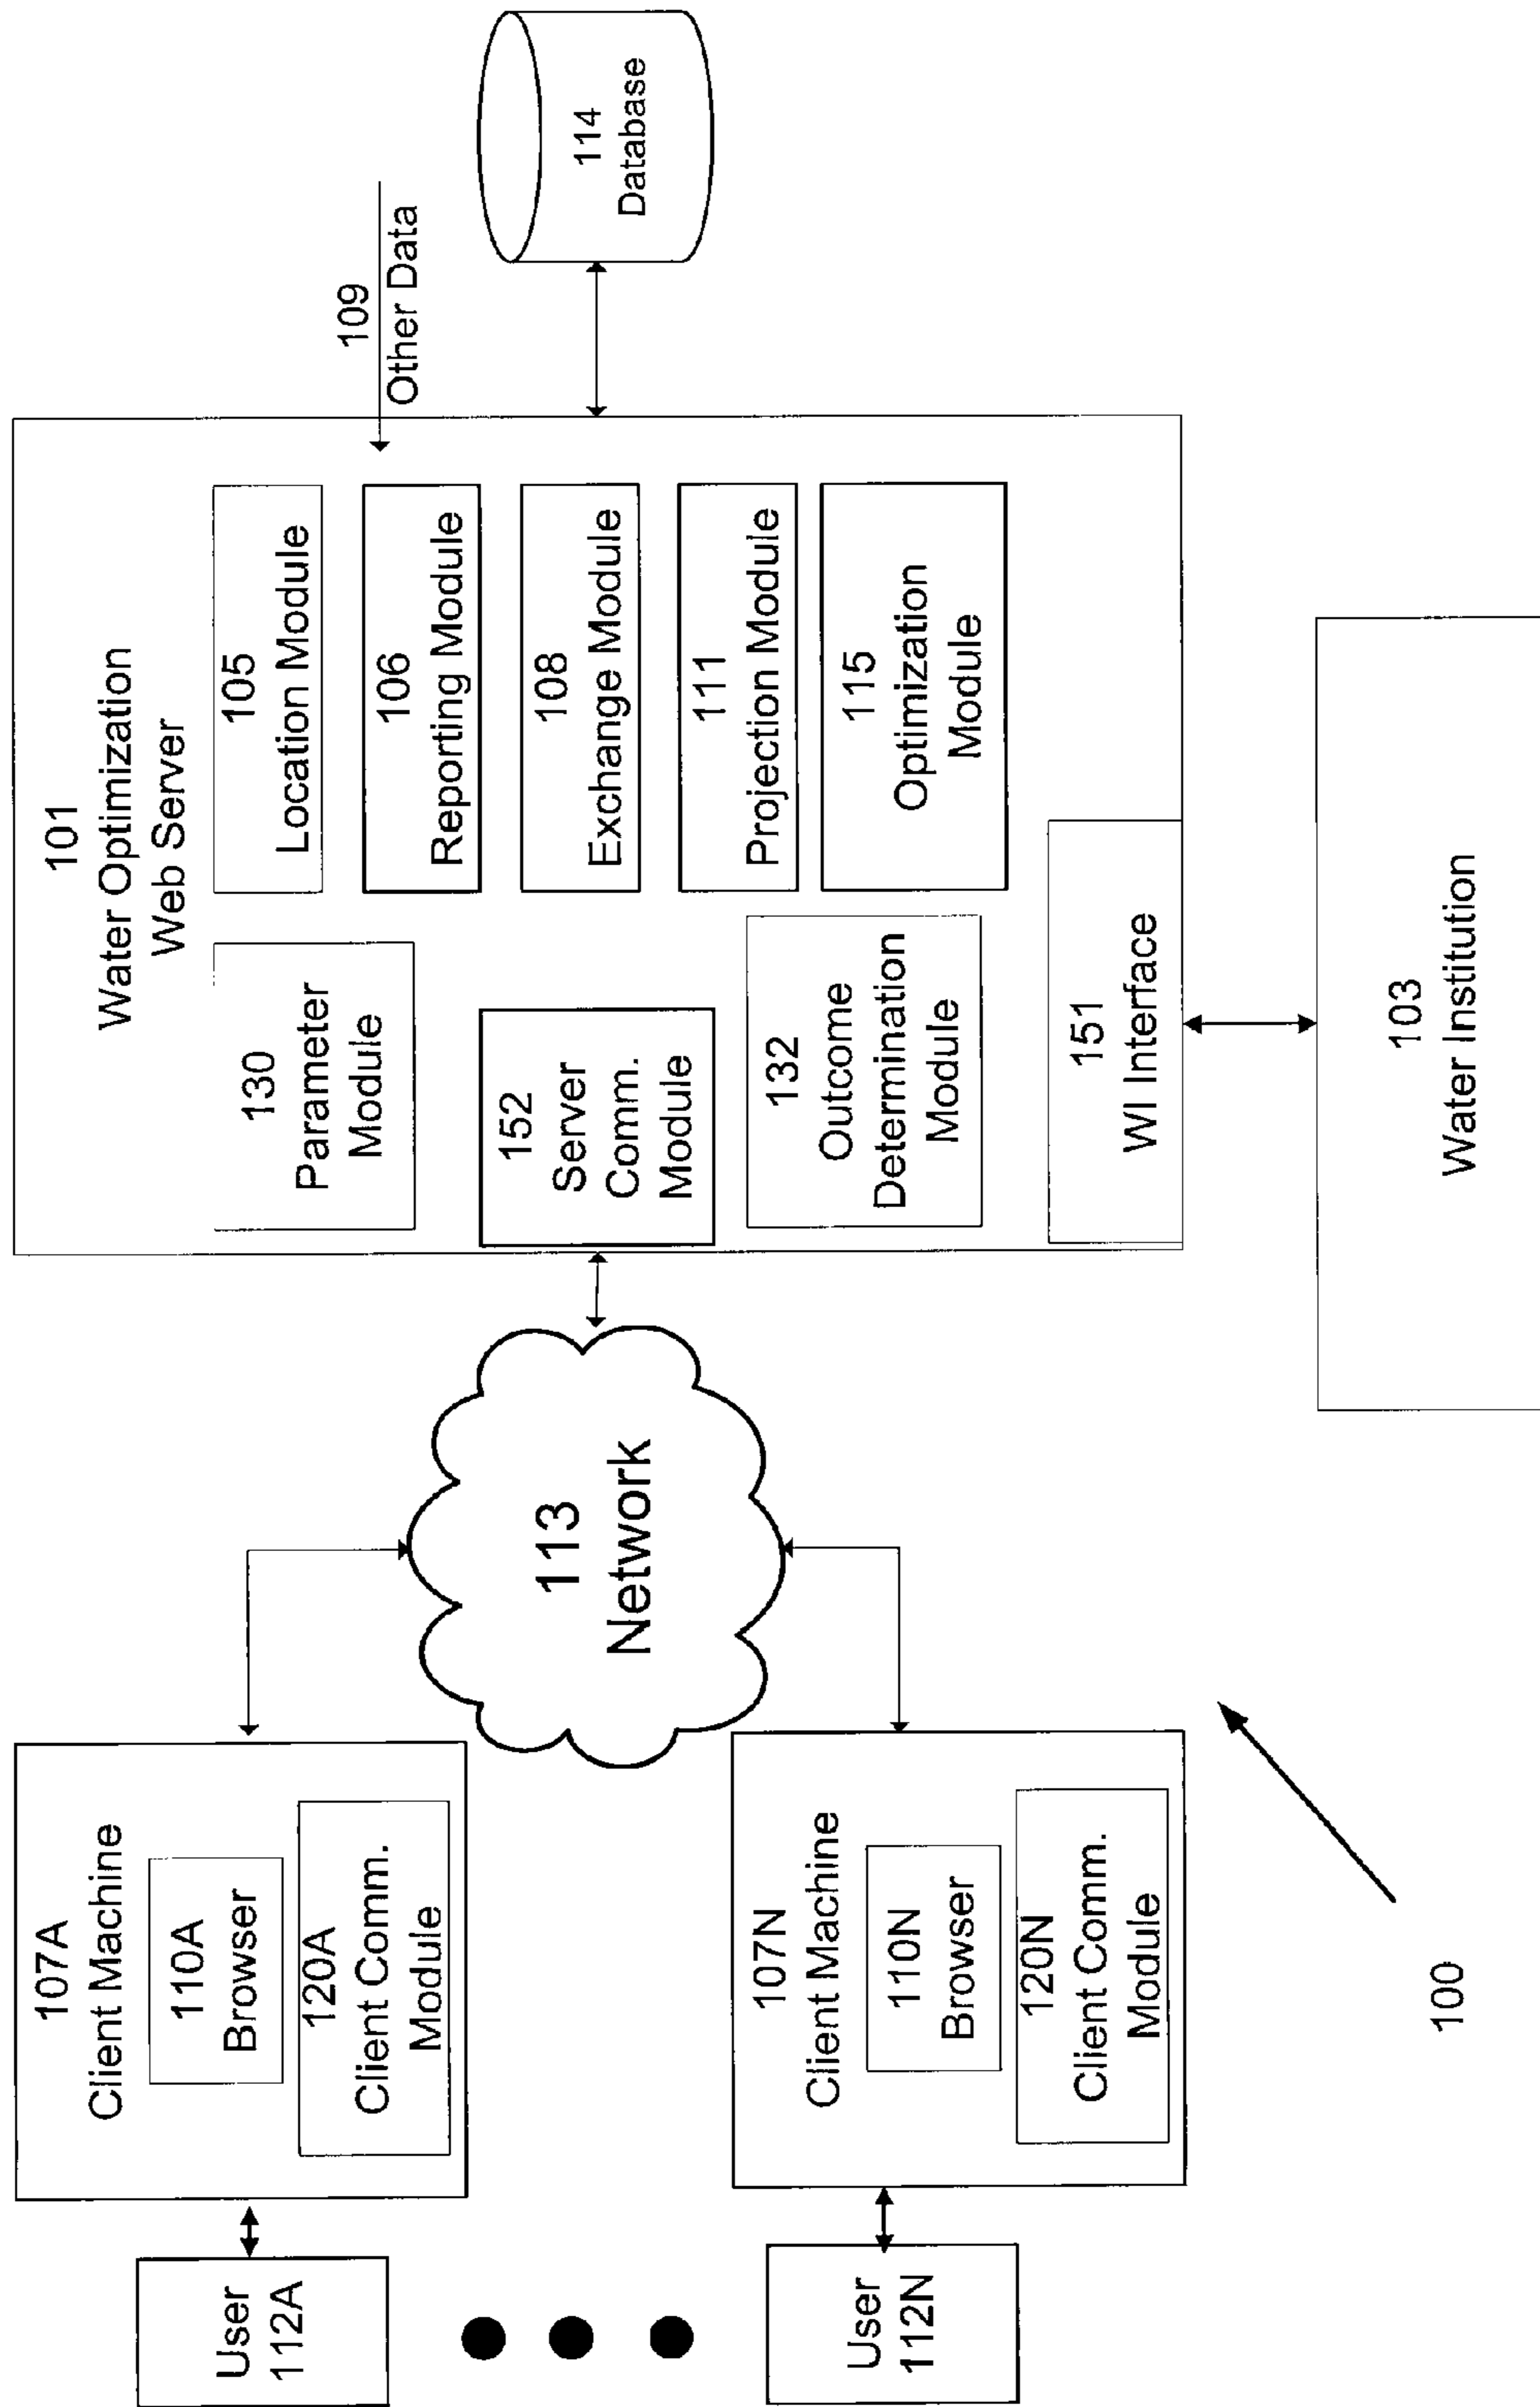 User
112A
User
112N
107A
Client Machine
110A
Browser
120A
Client Comm.
Module
107N
Client Machine
110N
Browser
120N
Client Comm.
Module
113
Network
101
Water Optimization
Web Server
130
Parameter
Module
152
Server
Comm.
Module
132
Outcome
Determination
Module
151
WI Interface
105
Location Module
106
Reporting Module
108
Exchange Module
111
Projection Module
115
Optimization
Module
109
Other Data
114
Database
103
Water Institution
100